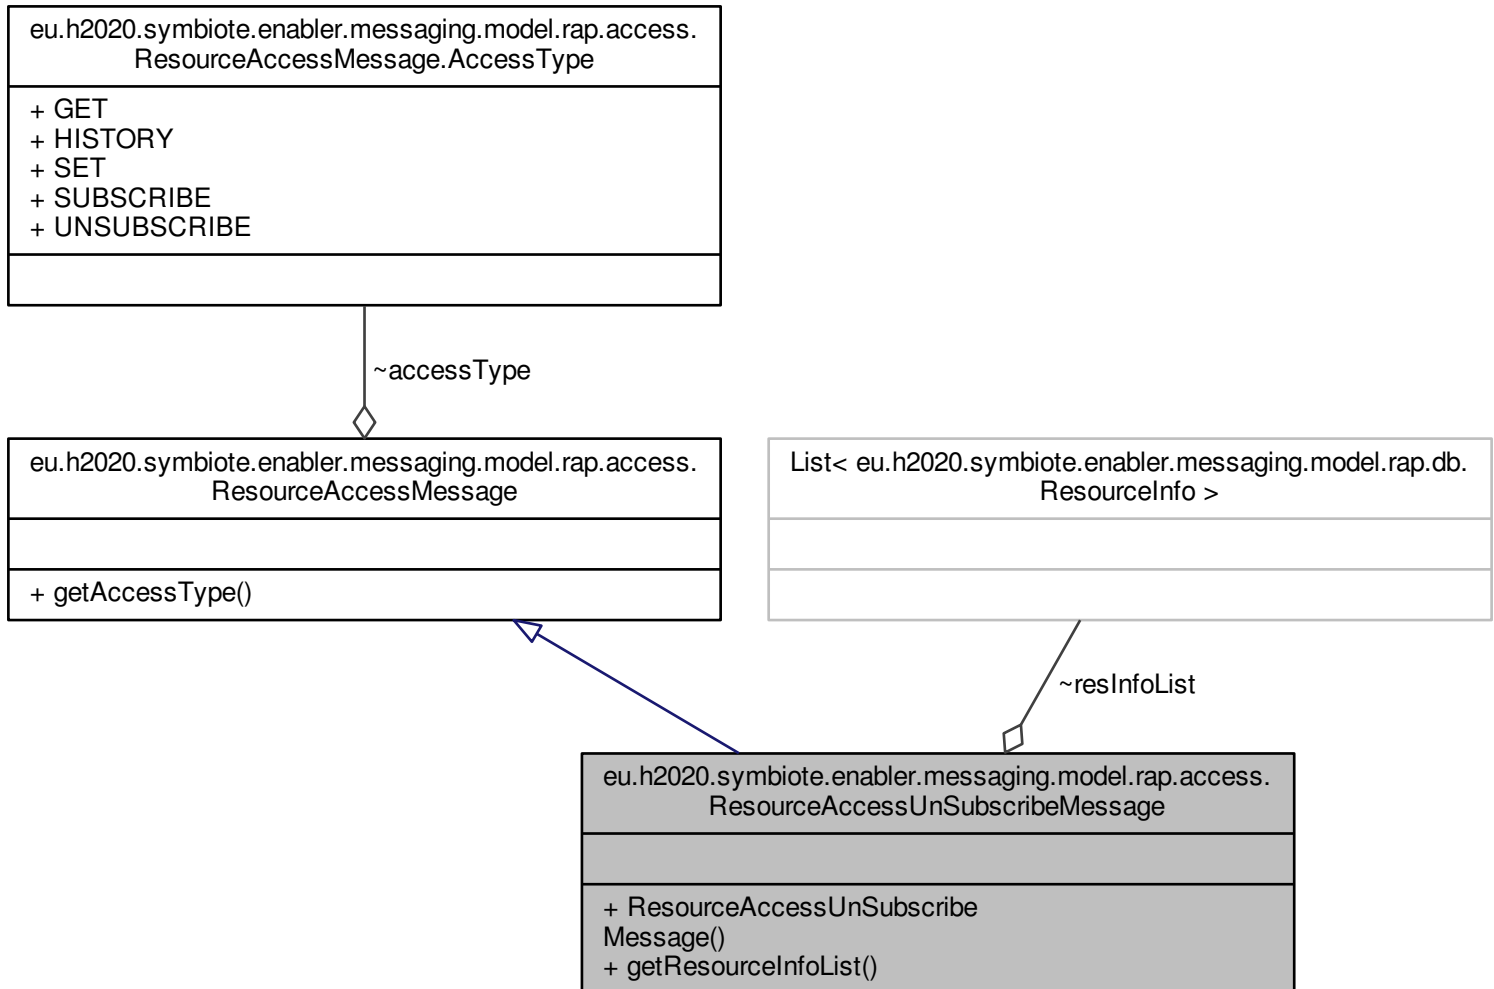 eu.h2020.symbiote.enabler.messaging.model.rap.access.
ResourceAccessMessage.AccessType
+ GET
+ HISTORY
+ SET
+ SUBSCRIBE
+ UNSUBSCRIBE
~accessType
eu.h2020.symbiote.enabler.messaging.model.rap.access.
ResourceAccessMessage
+ getAccessType()
List< eu.h2020.symbiote.enabler.messaging.model.rap.db.
ResourceInfo >
~resInfoList
eu.h2020.symbiote.enabler.messaging.model.rap.access.
ResourceAccessUnSubscribeMessage
+ ResourceAccessUnSubscribe
Message()
+ getResourceInfoList()